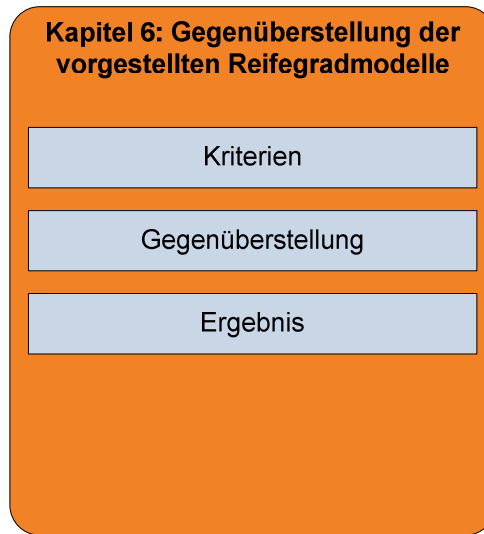 Kapitel 6: Gegenüberstellung der
vorgestellten Reifegradmodelle
Kriterien
Gegenüberstellung
Ergebnis